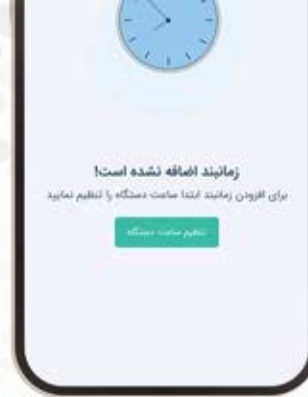 زمانبند اضافه نشده است!
برای افزودن زمانبند ابتدا ساعت دستگاه را تنظیم نمایید
تنظیم ساعت دستگاه